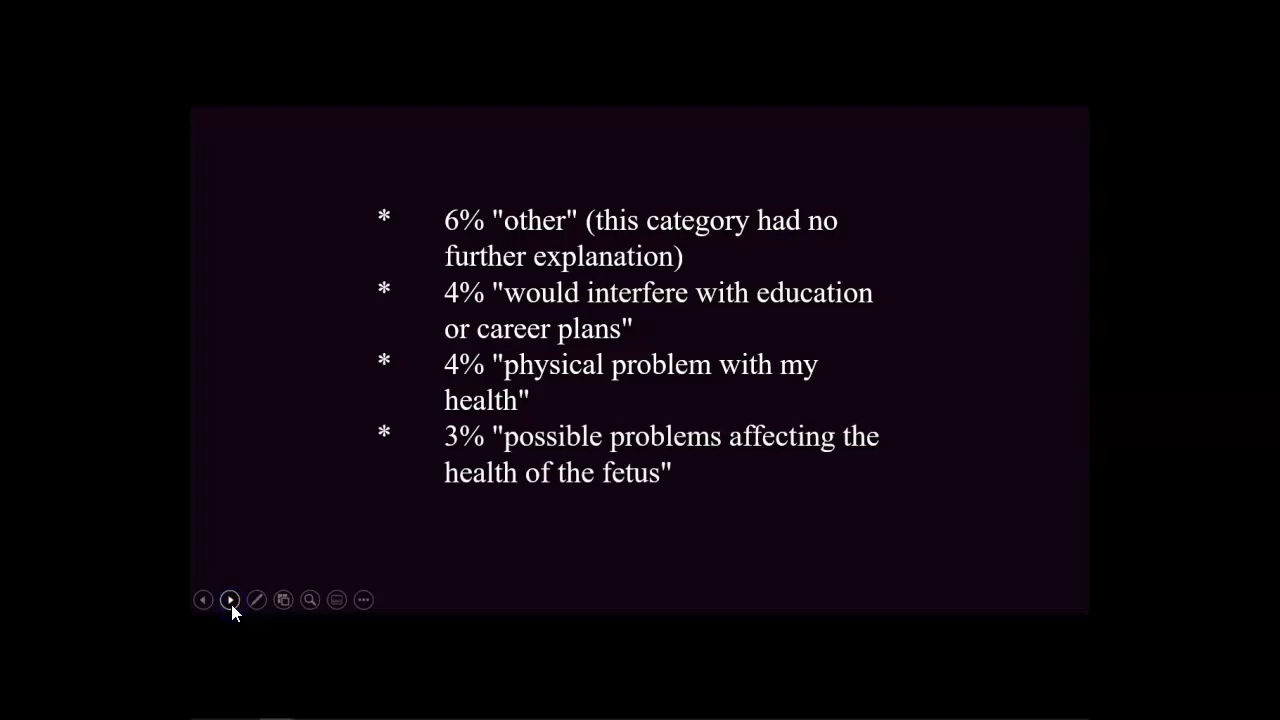 * 6% "other" (this category had no
further explanation)
* 4% "would interfere with education
or career plans"
* 4% "physical problem with my
health"
* 3% "possible problems affecting the
health of the fetus"